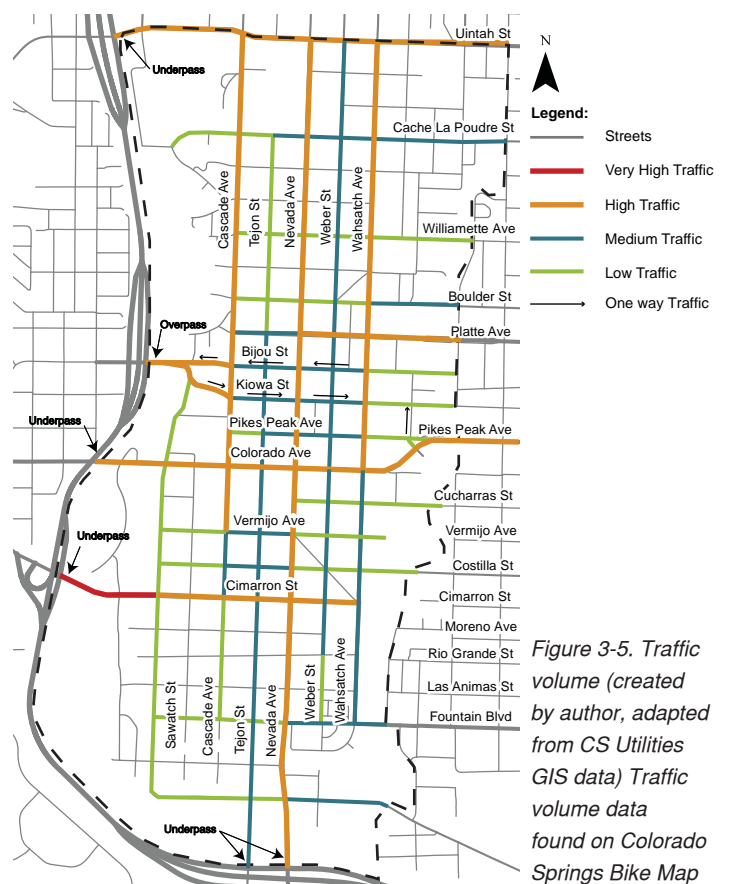 Uintah St
N
Underpass
Legend:
Streets
Cache La Poudre St
Very High Traffic
High Traffic
Cascade Ave
Tejon St
Nevada Ave
Weber St
Wahsatch Ave
Williamette Ave
Medium Traffic
Low Traffic
Boulder St
One way Traffic
Overpass
Platte Ave
Bijou St
Kiowa St
Underpass
Pikes Peak Ave
Pikes Peak Ave
Colorado Ave
Cucharras St
Vermijo Ave
Vermijo Ave
Underpass
Costilla St
Cimarron St
Cimarron St
Moreno Ave
Rio Grande St
Las Animas St
Fountain Blvd
Sawatch St
Cascade Ave
Tejon St
Nevada Ave
Weber St
Wahsatch Ave
Underpass
Figure 3-5. Traffic
volume (created
by author, adapted
from CS Utilities
GIS data) Traffic
volume data
found on Colorado
Springs Bike Map